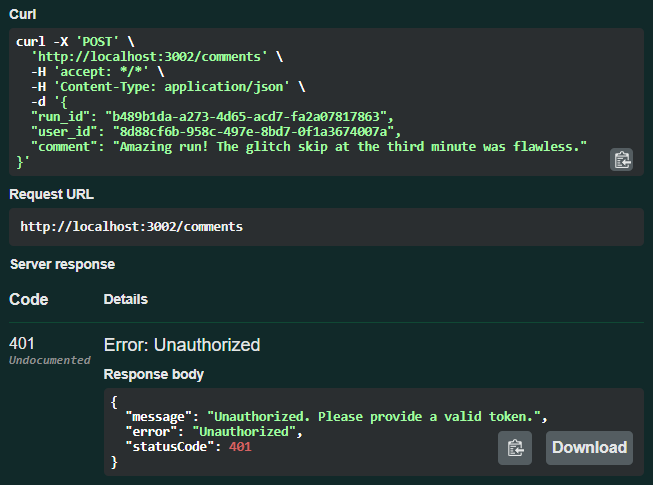 Curl
curl -X 'POST' \
  'http://localhost:3002/comments' \
  -H 'accept: */*' \
  -H 'Content-Type: application/json' \
  -d '{
  "run_id": "b489b1da-a273-4d65-acd7-fa2a07817863",
  "user_id": "8d88cf6b-958c-497e-8bd7-0f1a3674007a",
  "comment": "Amazing run! The glitch skip at the third minute was flawless."
}'
Request URL
http://localhost:3002/comments
Server response
Code Details
401 Error: Unauthorized
Undocumented
Response body
{
  "message": "Unauthorized. Please provide a valid token.",
  "error": "Unauthorized",
  "statusCode": 401
}
Download